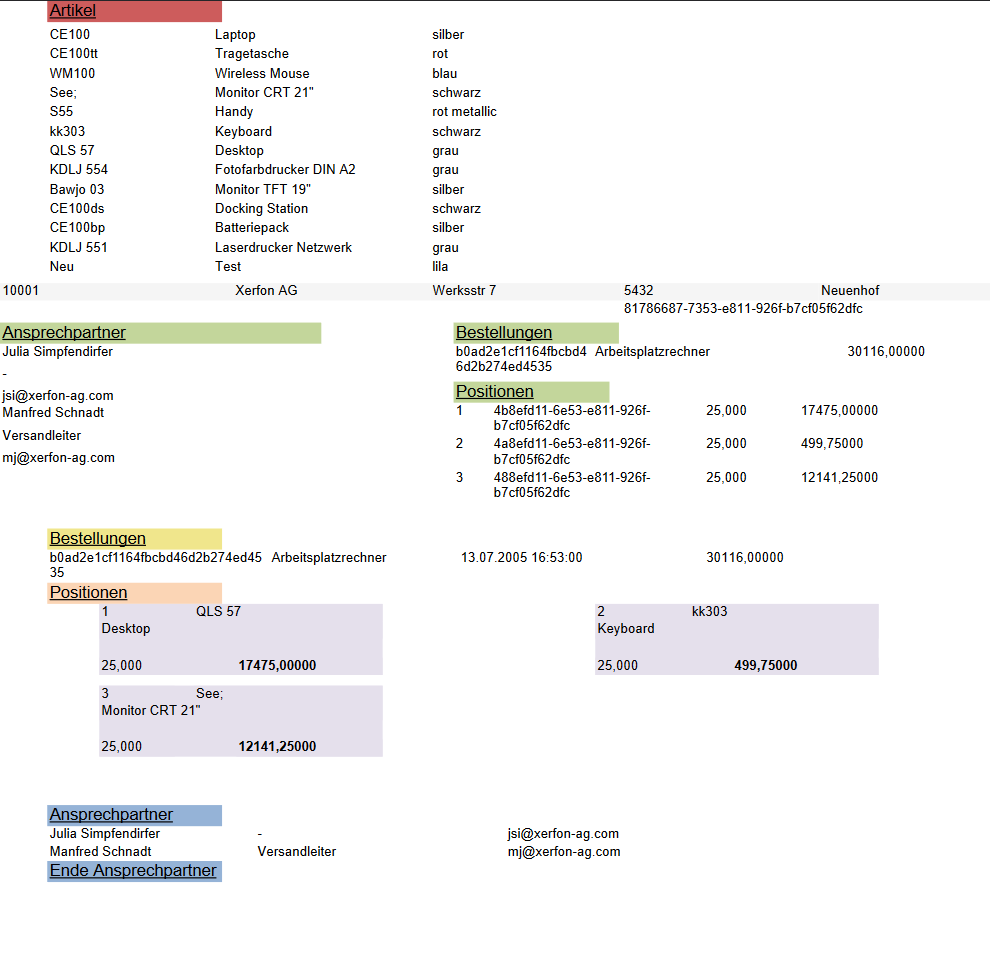 Artikel
CE100 Laptop silber
CE100tt Tragetasche rot
WM100 Wireless Mouse blau
See; Monitor CRT 21" schwarz
S55 Handy rot metallic
kk303 Keyboard schwarz
QLS 57 Desktop grau
KDLJ 554 Fotofarbdrucker DIN A2 grau
Bawjo 03 Monitor TFT 19" silber
CE100ds Docking Station schwarz
CE100bp Batteriepack silber
KDLJ 551 Laserdrucker Netzwerk grau
Neu Test lila
10001 Xerfon AG Werksstr 7 5432 Neuenhof
81786687-7353-e811-926f-b7cf05f62dfc
Ansprechpartner
Julia Simpfendirfer
-
jsi@xerfon-ag.com
Manfred Schnadt
Versandleiter
mj@xerfon-ag.com
Bestellungen
b0ad2e1cf1164fbcbd4 Arbeitsplatzrechner 30116,00000
6d2b274ed4535
Positionen
1 4b8efd11-6e53-e811-926f- 25,000 17475,00000
b7cf05f62dfc
2 4a8efd11-6e53-e811-926f- 25,000 499,75000
b7cf05f62dfc
3 488efd11-6e53-e811-926f- 25,000 12141,25000
b7cf05f62dfc
Bestellungen
b0ad2e1cf1164fbcbd46d2b274ed45 Arbeitsplatzrechner 13.07.2005 16:53:00 30116,00000
35
Positionen
1 QLS 57
Desktop
25,000 17475,00000
2 kk303
Keyboard
25,000 499,75000
3 See;
Monitor CRT 21"
25,000 12141,25000
Ansprechpartner
Julia Simpfendirfer - jsi@xerfon-ag.com
Manfred Schnadt Versandleiter mj@xerfon-ag.com
Ende Ansprechpartner